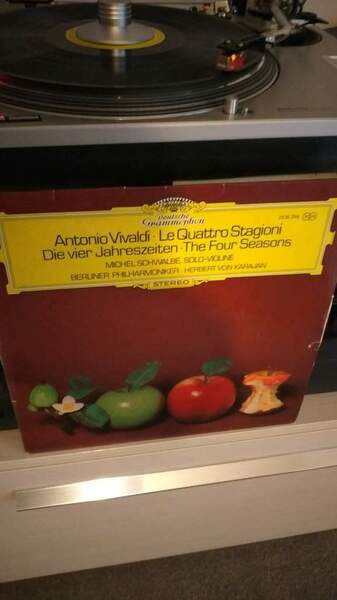 Deutsche
Grammophon
Antonio Vivaldi · Le Quattro Stagioni
Die vier Jahreszeiten · The Four Seasons
MICHEL SCHWALBÉ, SOLO-VIOLINE
BERLINER PHILHARMONIKER · HERBERT VON KARAJAN
STEREO